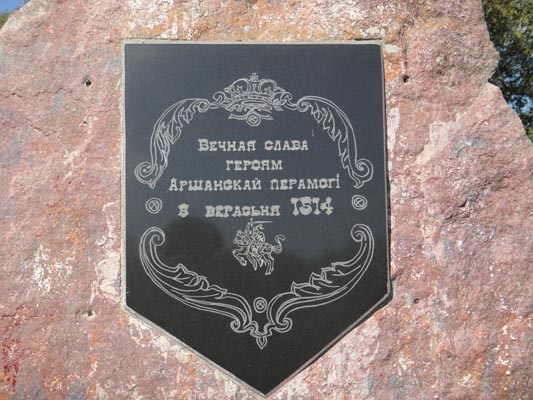 Вечная слава
героям
Аршанскай перамогі
8 верасьня 1514